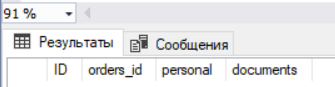 91 %
Результаты Сообщения
ID orders_id personal documents